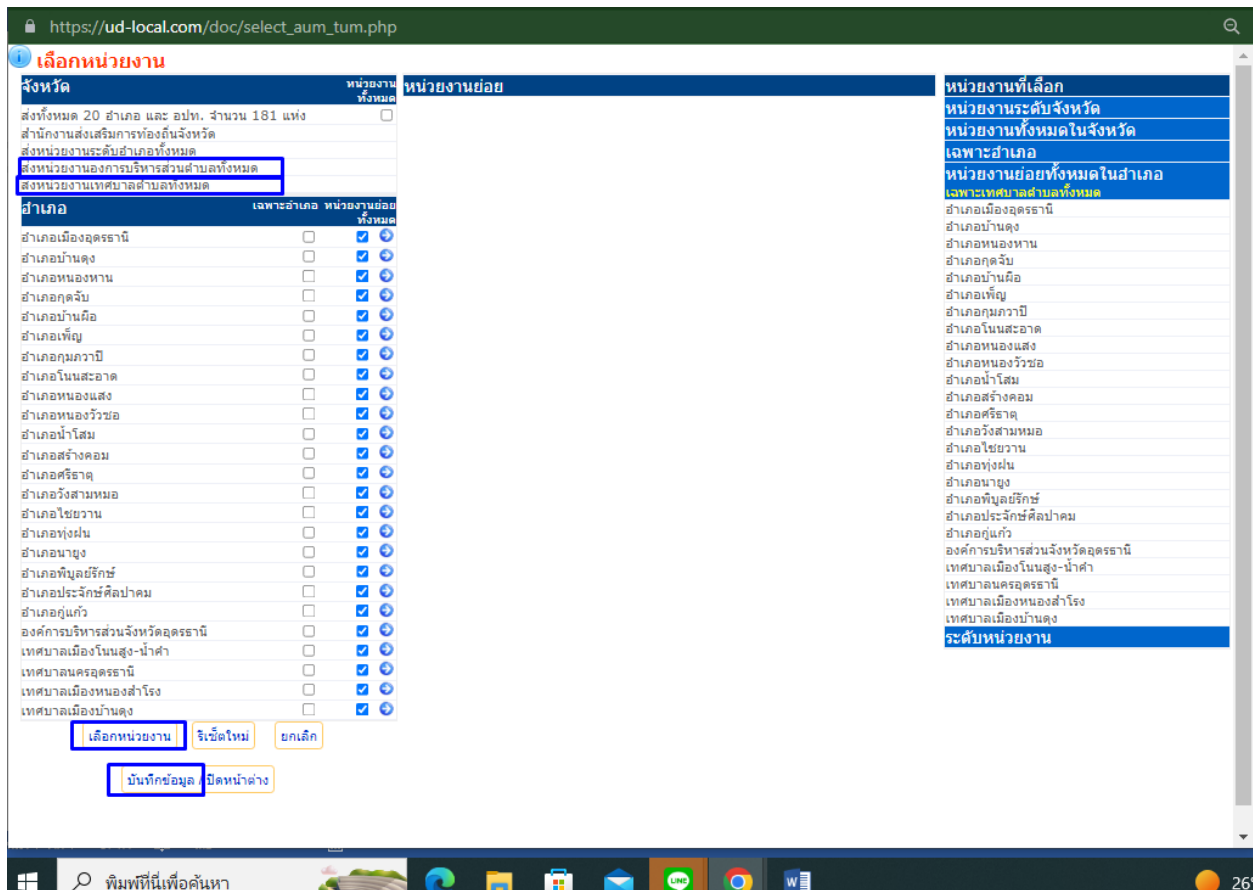 https://ud-local.com/doc/select_aum_tum.php
เลือกหน่วยงาน
จังหวัด
หน่วยงานทั้งหมด
ส่งทั้งหมด 20 อำเภอ และ อปท. จำนวน 181 แห่ง
สำนักงานส่งเสริมการท้องถิ่นจังหวัด
ส่งหน่วยงานระดับอำเภอทั้งหมด
ส่งหน่วยงานองการบริหารส่วนตำบลทั้งหมด
ส่งหน่วยงานเทศบาลตำบลทั้งหมด
อำเภอ
เฉพาะอำเภอ
หน่วยงานย่อยทั้งหมด
อำเภอเมืองอุดรธานี
อำเภอบ้านดุง
อำเภอหนองหาน
อำเภอกุดจับ
อำเภอบ้านผือ
อำเภอเพ็ญ
อำเภอกุมภวาปี
อำเภอโนนสะอาด
อำเภอหนองแสง
อำเภอหนองวัวซอ
อำเภอน้ำโสม
อำเภอสร้างคอม
อำเภอศรีธาตุ
อำเภอวังสามหมอ
อำเภอไชยวาน
อำเภอทุ่งฝน
อำเภอนายูง
อำเภอพิบูลย์รักษ์
อำเภอประจักษ์ศิลปาคม
อำเภอกู่แก้ว
องค์การบริหารส่วนจังหวัดอุดรธานี
เทศบาลเมืองโนนสูง-น้ำคำ
เทศบาลนครอุดรธานี
เทศบาลเมืองหนองสำโรง
เทศบาลเมืองบ้านดุง
เลือกหน่วยงาน
รีเซ็ตใหม่
ยกเลิก
บันทึกข้อมูล / ปิดหน้าต่าง
หน่วยงานย่อย
หน่วยงานที่เลือก
หน่วยงานระดับจังหวัด
หน่วยงานทั้งหมดในจังหวัด
เฉพาะอำเภอ
หน่วยงานย่อยทั้งหมดในอำเภอ
เฉพาะเทศบาลตำบลทั้งหมด
อำเภอเมืองอุดรธานี
อำเภอบ้านดุง
อำเภอหนองหาน
อำเภอกุดจับ
อำเภอบ้านผือ
อำเภอเพ็ญ
อำเภอกุมภวาปี
อำเภอโนนสะอาด
อำเภอหนองแสง
อำเภอหนองวัวซอ
อำเภอน้ำโสม
อำเภอสร้างคอม
อำเภอศรีธาตุ
อำเภอวังสามหมอ
อำเภอไชยวาน
อำเภอทุ่งฝน
อำเภอนายูง
อำเภอพิบูลย์รักษ์
อำเภอประจักษ์ศิลปาคม
อำเภอกู่แก้ว
องค์การบริหารส่วนจังหวัดอุดรธานี
เทศบาลเมืองโนนสูง-น้ำคำ
เทศบาลนครอุดรธานี
เทศบาลเมืองหนองสำโรง
เทศบาลเมืองบ้านดุง
ระดับหน่วยงาน
พิมพ์ที่นี่เพื่อค้นหา
LINE
W